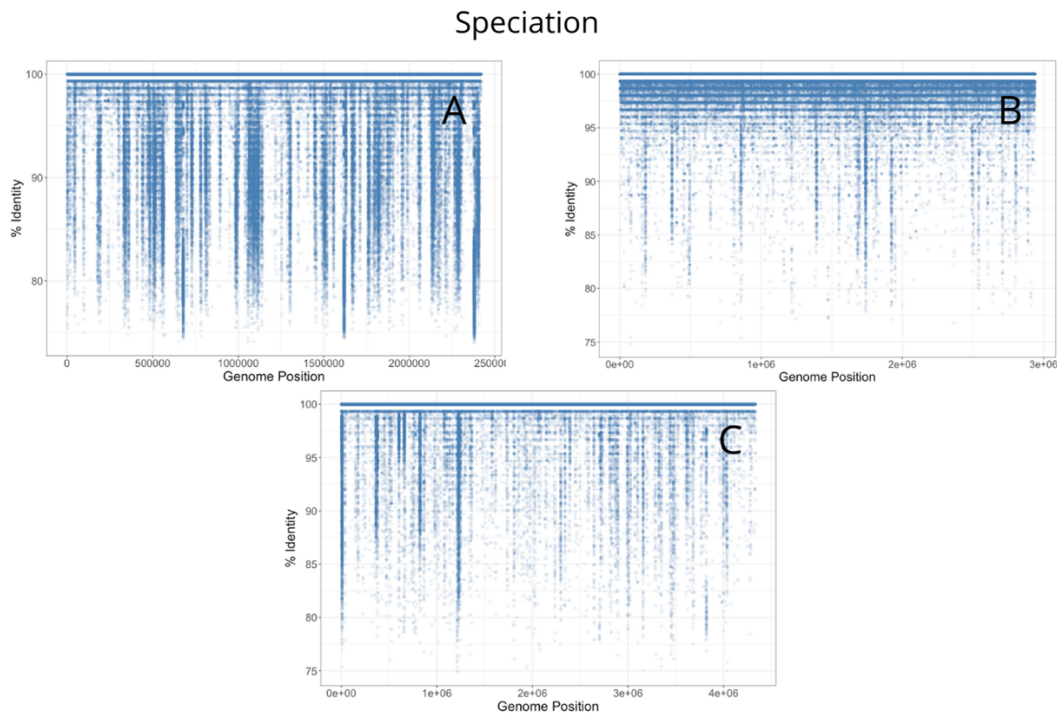 Speciation
100
90
80
% Identity
A
0
500000
1000000
1500000
2000000
250000
Genome Position
100
95
90
85
80
75
% Identity
B
0e+00
1e+06
2e+06
3e+06
Genome Position
100
95
90
85
80
75
% Identity
C
0e+00
1e+06
2e+06
3e+06
4e+06
Genome Position